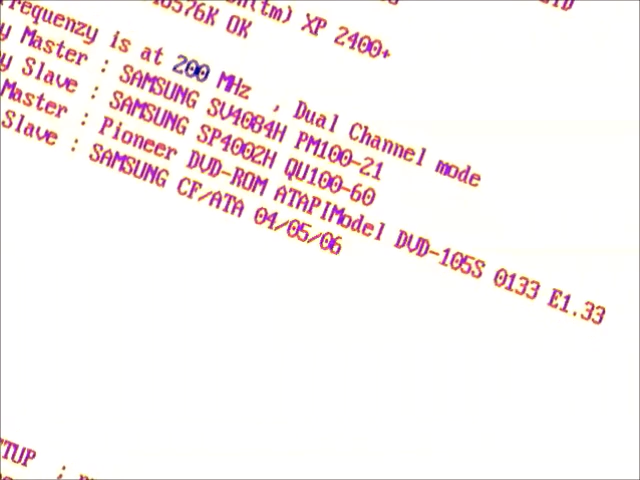 XP 2400+
48576K OK
requenzy is at 200 MHz , Dual Channel mode
y Master : SAMSUNG SV4084H PM100-21
y Slave : SAMSUNG SP4002H QU100-60
Master : Pioneer DVD-ROM ATAPIModel DVD-105S 0133 E1.33
Slave : SAMSUNG CF/ATA 04/05/06
TUP :